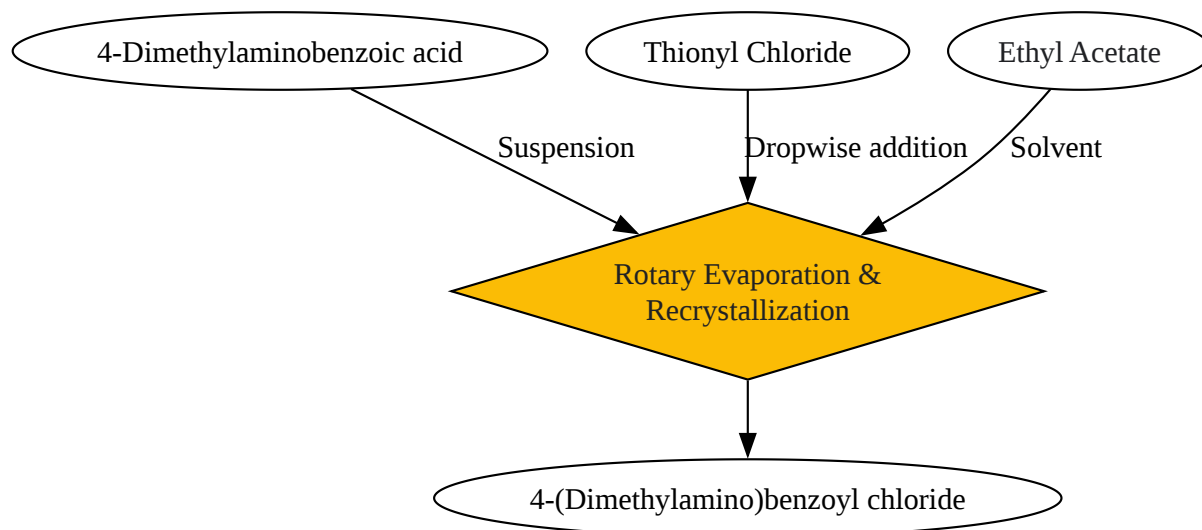 4-Dimethylaminobenzoic acid
Thionyl Chloride
Ethyl Acetate
Suspension
Dropwise addition
Solvent
Rotary Evaporation &
Recrystallization
4-(Dimethylamino)benzoyl chloride